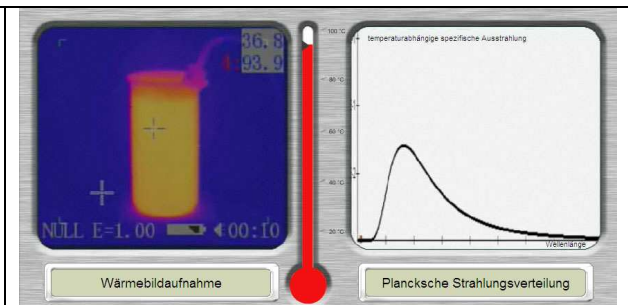 36.8
93.9
NULL E=1.00 00:10
100 °C
80 °C
60 °C
40 °C
20 °C
temperaturabhängige spezifische Ausstrahlung
Wellenlänge
Wärmebildaufnahme
Plancksche Strahlungsverteilung